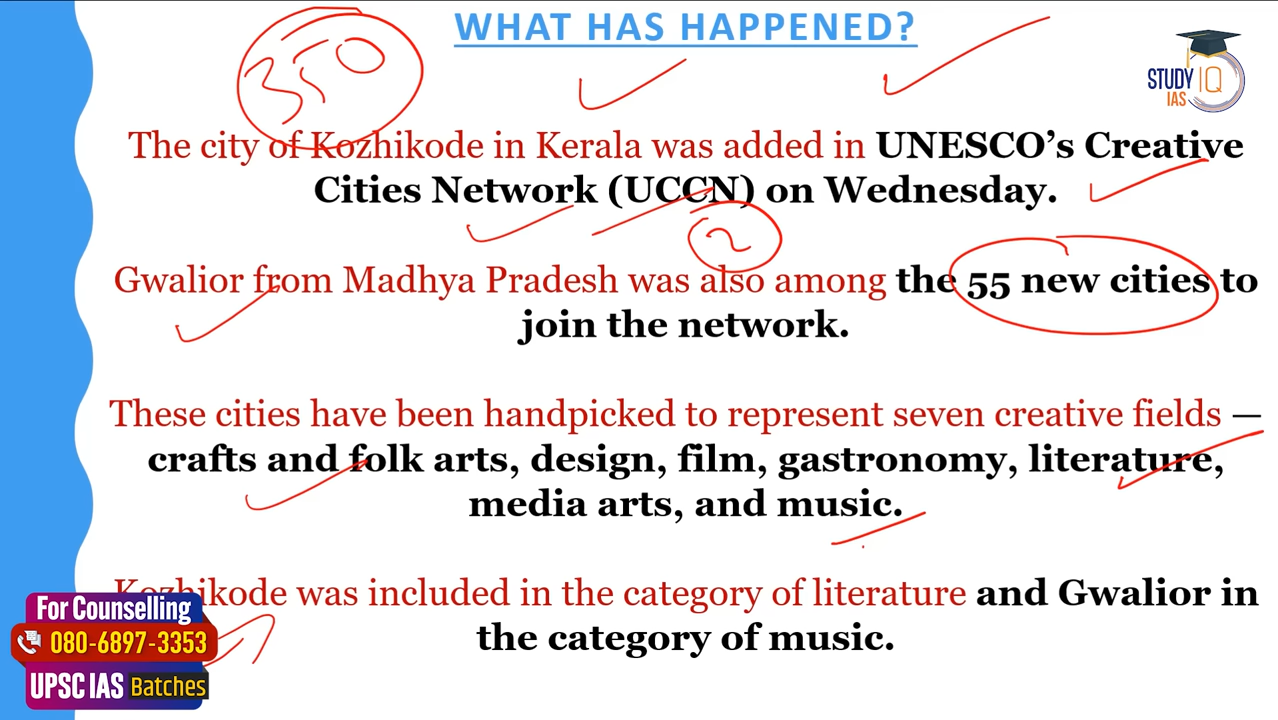 WHAT HAS HAPPENED?
350
STUDY IQ
IAS
The city of Kozhikode in Kerala was added in UNESCO’s Creative
Cities Network (UCCN) on Wednesday.
2
Gwalior from Madhya Pradesh was also among the 55 new cities to
join the network.
These cities have been handpicked to represent seven creative fields —
crafts and folk arts, design, film, gastronomy, literature,
media arts, and music.
Kozhikode was included in the category of literature and Gwalior in
the category of music.
For Counselling
080-6897-3353
UPSC IAS Batches